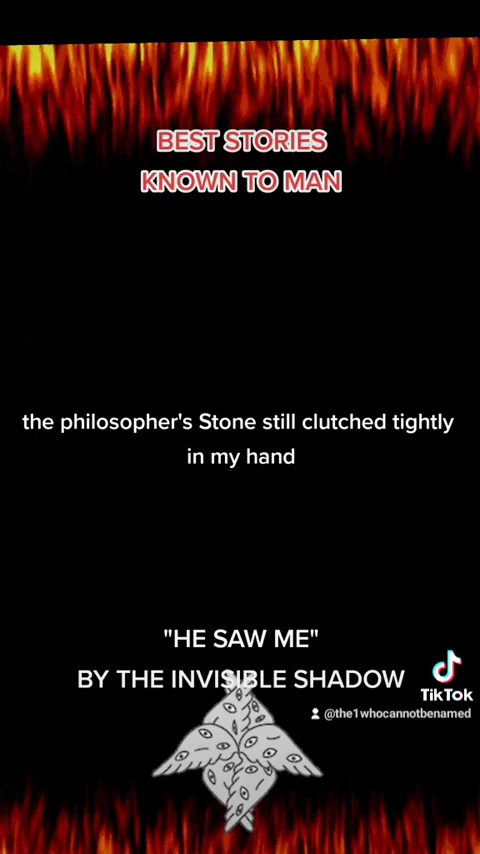 BEST STORIES
KNOWN TO MAN
the philosopher's Stone still clutched tightly
in my hand
"HE SAW ME"
BY THE INVISIBLE SHADOW
TikTok
@the1whocannotbenamed